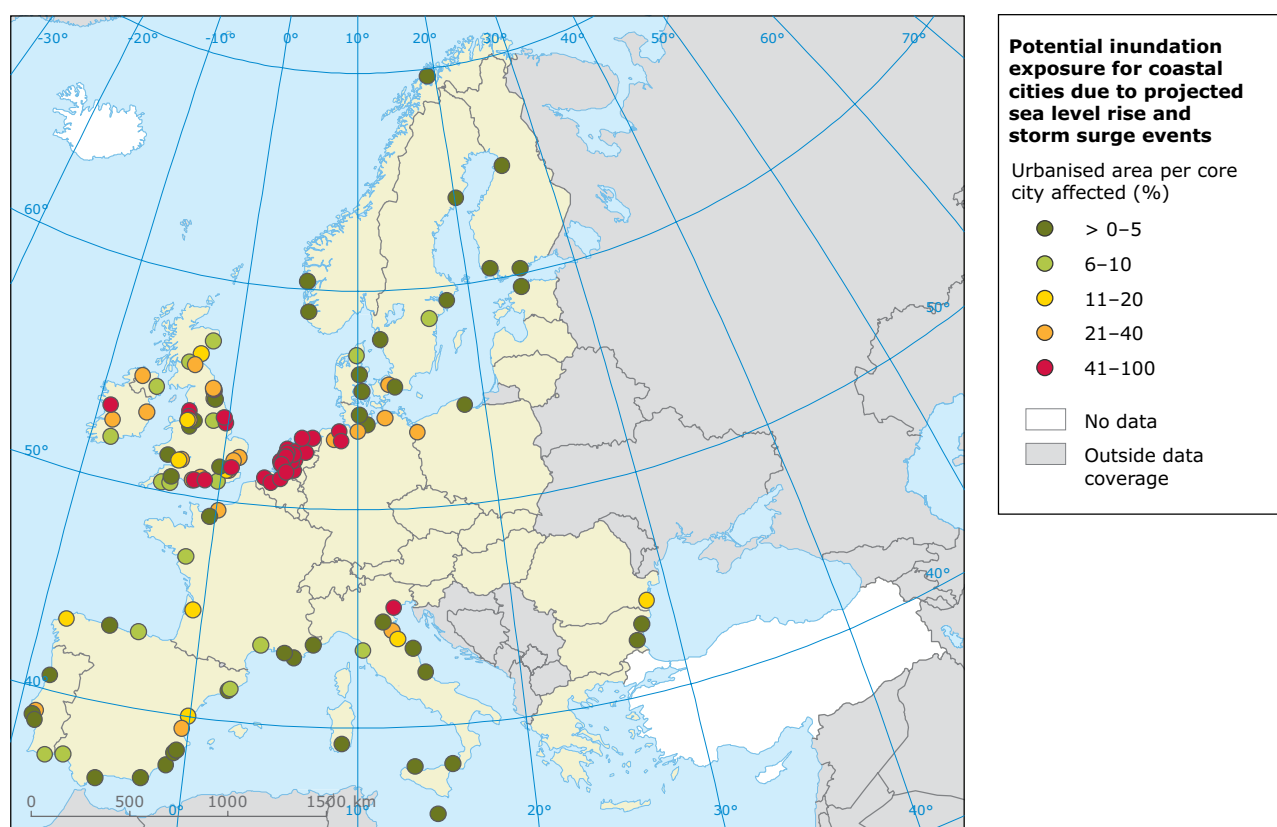 -30° -20° -10° 0° 10° 20° 30° 40° 50° 60° 70°
60°
50°
50°
40°
40°
0 500 1000 1500 km
0° 10° 20° 30° 40°
Potential inundation
exposure for coastal
cities due to projected
sea level rise and
storm surge events
Urbanised area per core
city affected (%)
> 0–5
6–10
11–20
21–40
41–100
No data
Outside data
coverage